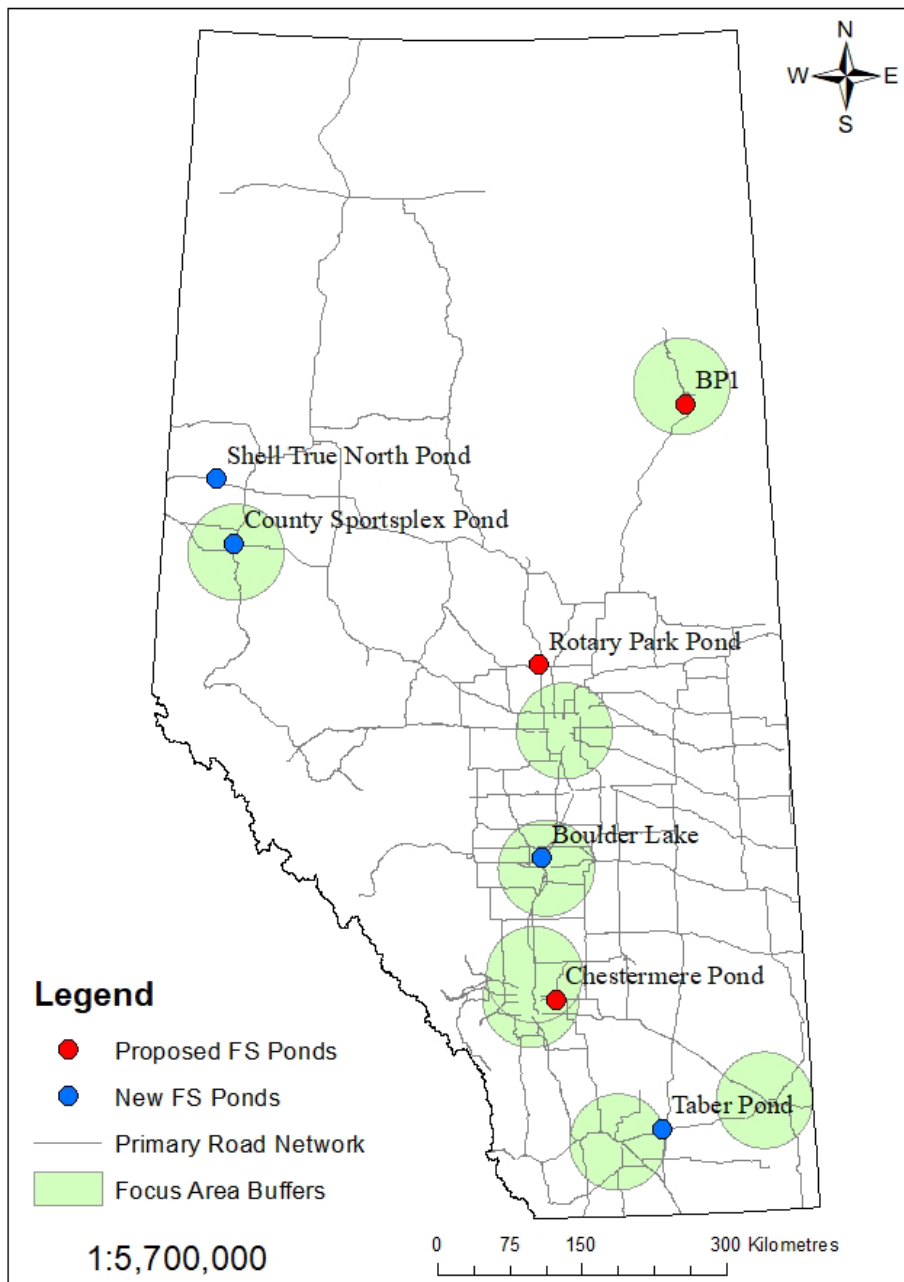 N
W E
S
BP1
Shell True North Pond
County Sportsplex Pond
Rotary Park Pond
Boulder Lake
Chestermere Pond
Taber Pond
Legend
Proposed FS Ponds
New FS Ponds
Primary Road Network
Focus Area Buffers
1:5,700,000
0 75 150 300 Kilometres